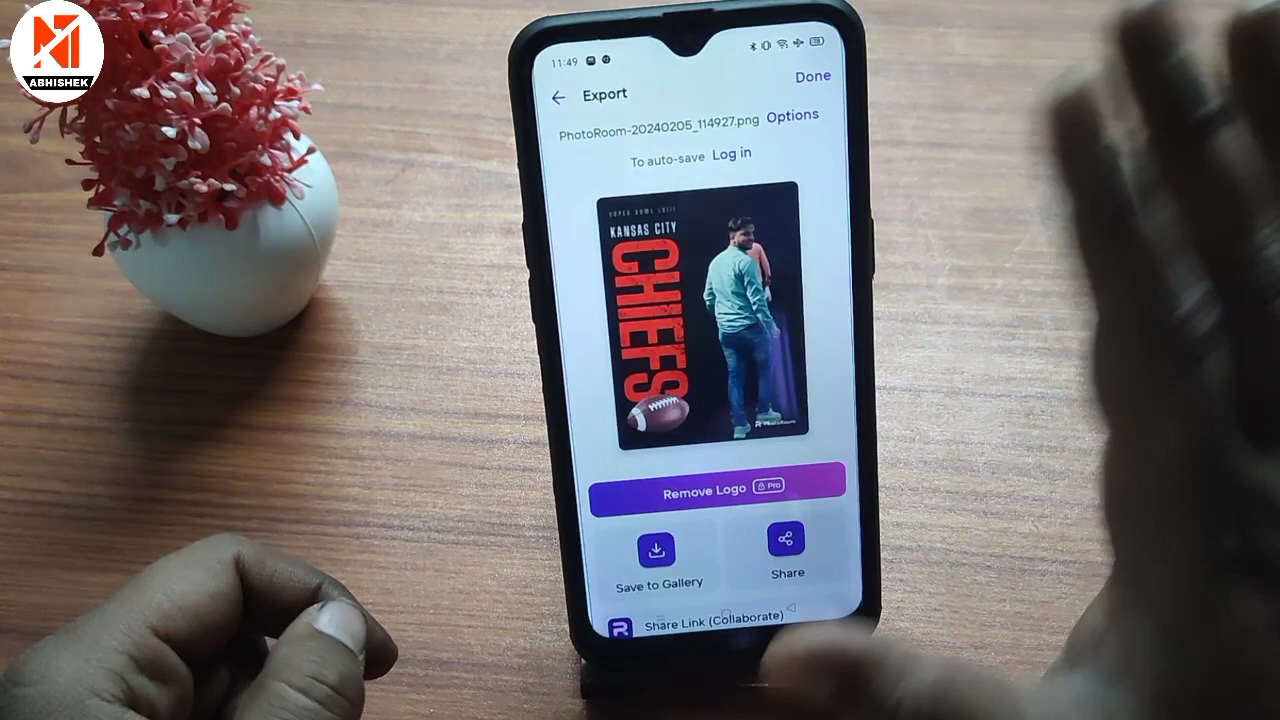 ABHISHEK
11:49
Export
Done
PhotoRoom-20240205_114927.png Options
To auto-save Log in
SUPER BOWL LVIII
KANSAS CITY
CHIEFS
PhotoRoom
Remove Logo Pro
Save to Gallery
Share
Share Link (Collaborate)